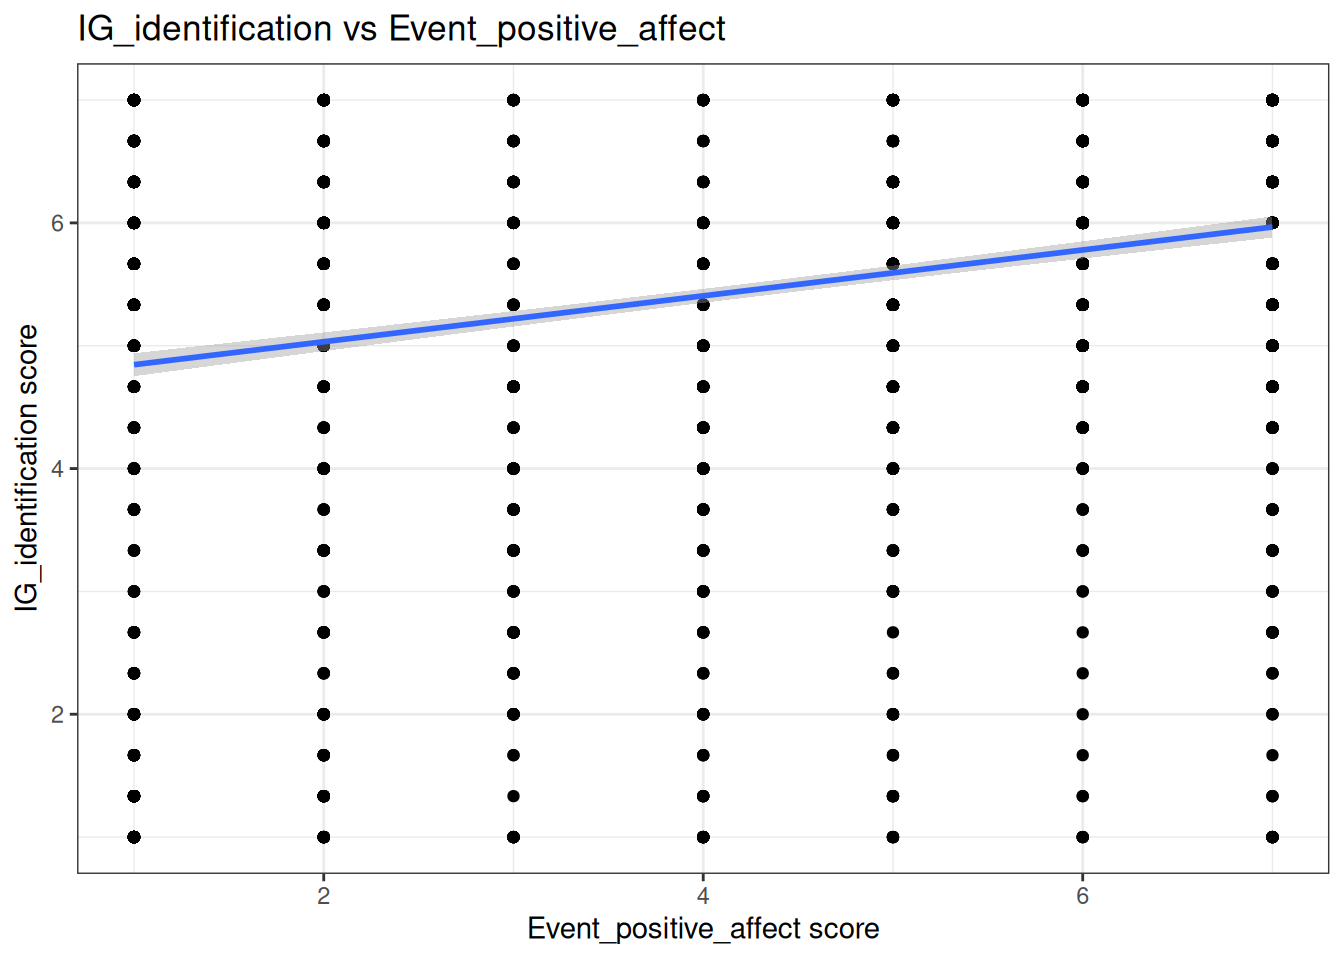 IG_identification vs Event_positive_affect
IG_identification score
6
4
2
2 4 6
Event_positive_affect score